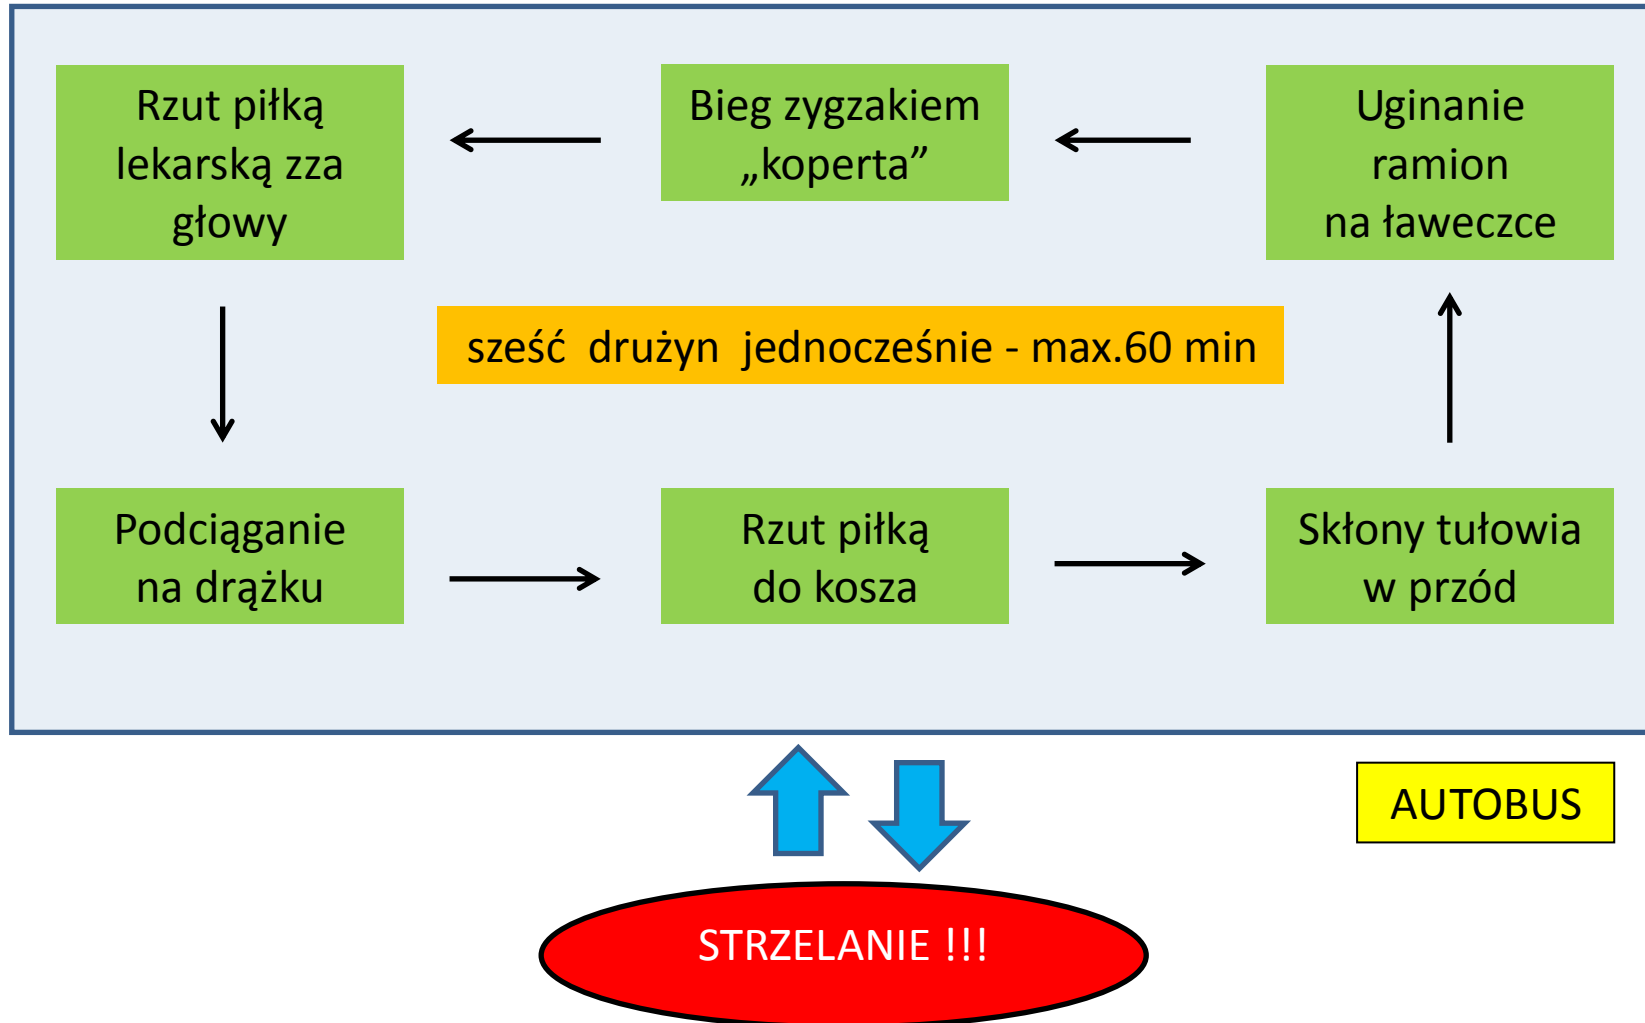 Rzut piłką
lekarską zza
głowy
Bieg zygzakiem
„koperta”
Uginanie
ramion
na ławeczce
sześć drużyn jednocześnie - max.60 min
Podciąganie
na drążku
Rzut piłką
do kosza
Skłony tułowia
w przód
AUTOBUS
STRZELANIE !!!